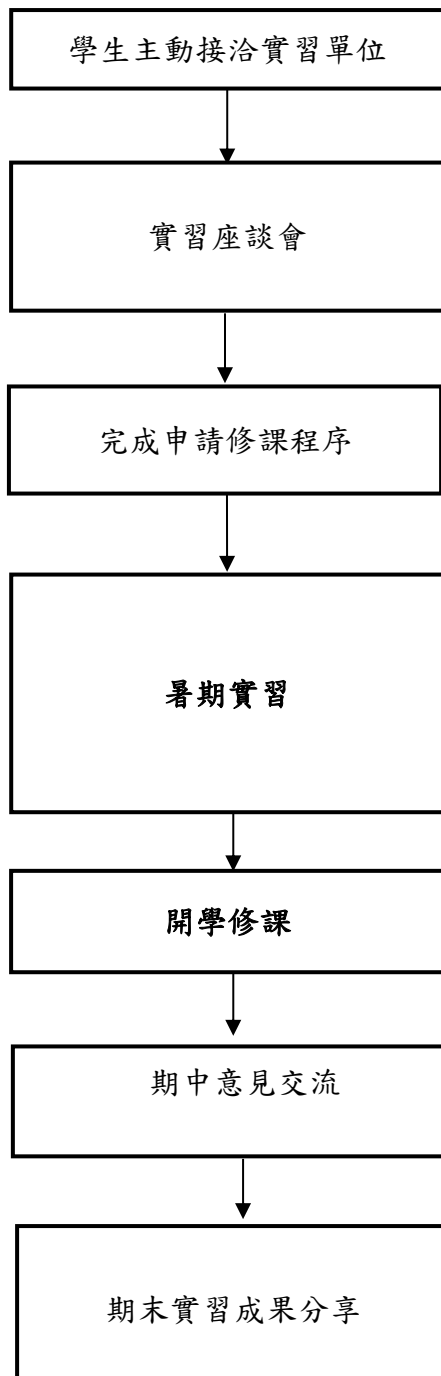 學生主動接洽實習單位
實習座談會
完成申請修課程序
暑期實習
開學修課
期中意見交流
期末實習成果分享